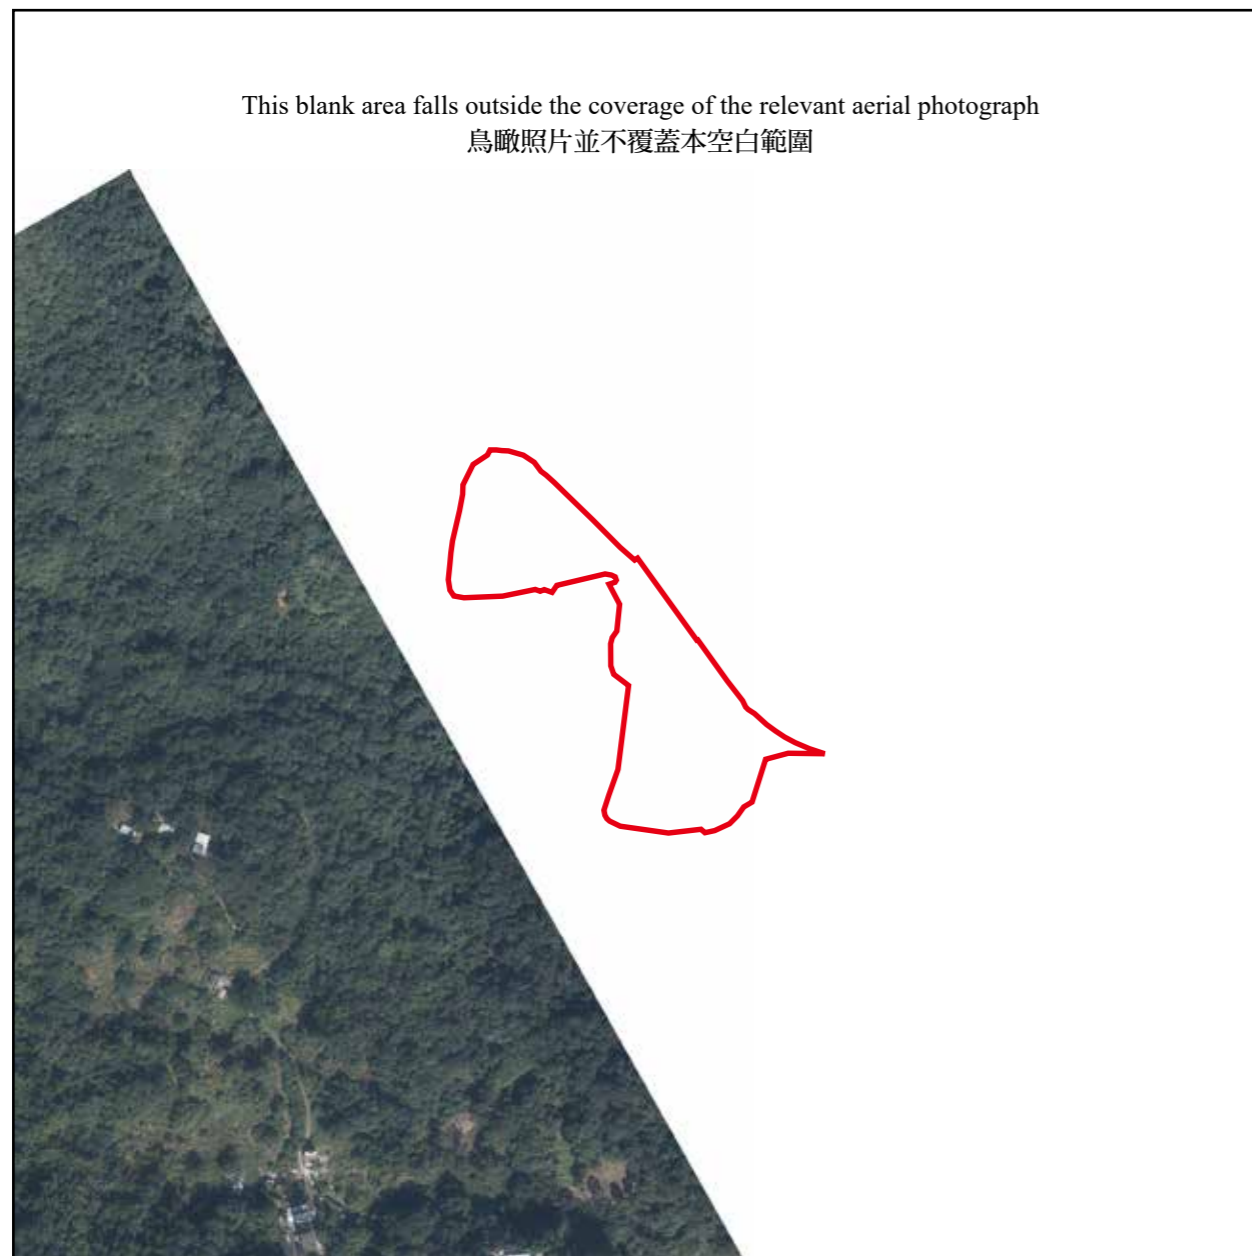 This blank area falls outside the coverage of the relevant aerial photograph
鳥瞰照片並不覆蓋本空白範圍